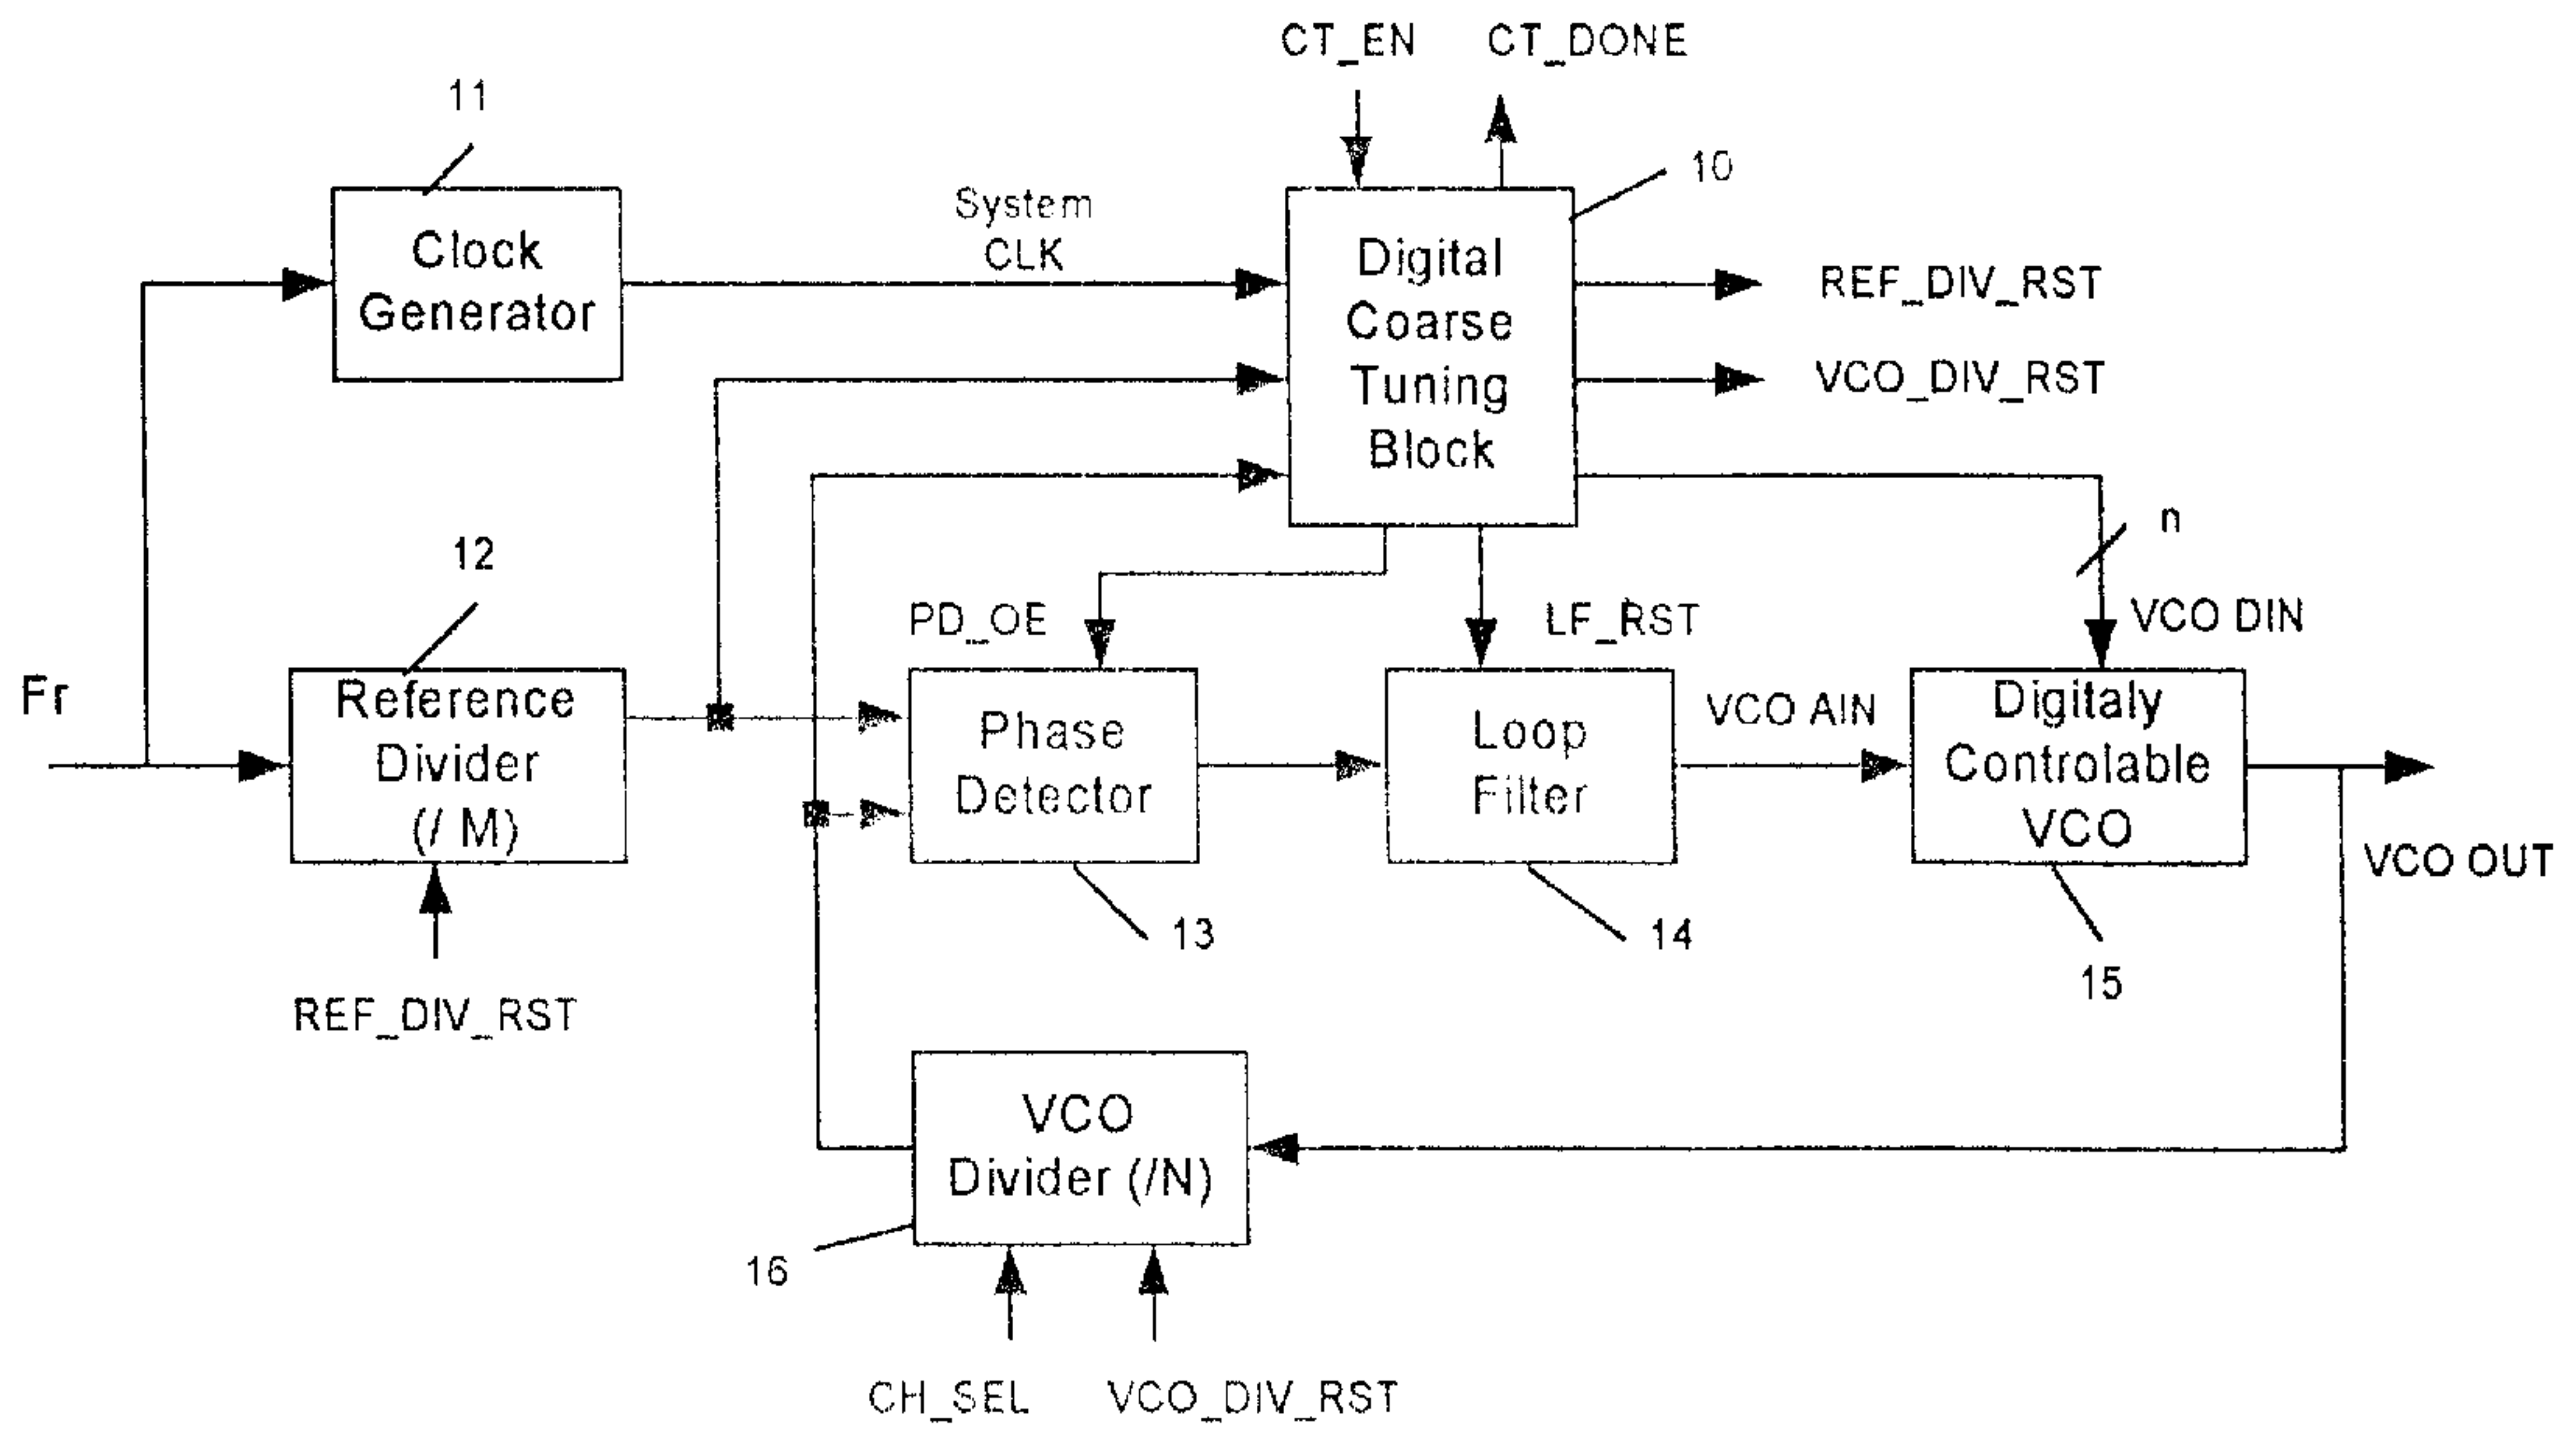 CT_EN
CT_DONE
11
10
Clock
Generator
System
CLK
Digital
Coarse
Tuning
Block
REF_DIV_RST
VCO_DIV_RST
n
12
PD_OE
LF_RST
VCO DIN
Fr
Reference
Divider
(/ M)
Phase
Detector
Loop
Filter
VCO AIN
Digitaly
Controlable
VCO
VCO OUT
13
14
15
REF_DIV_RST
VCO
Divider (/N)
16
CH_SEL
VCO_DIV_RST